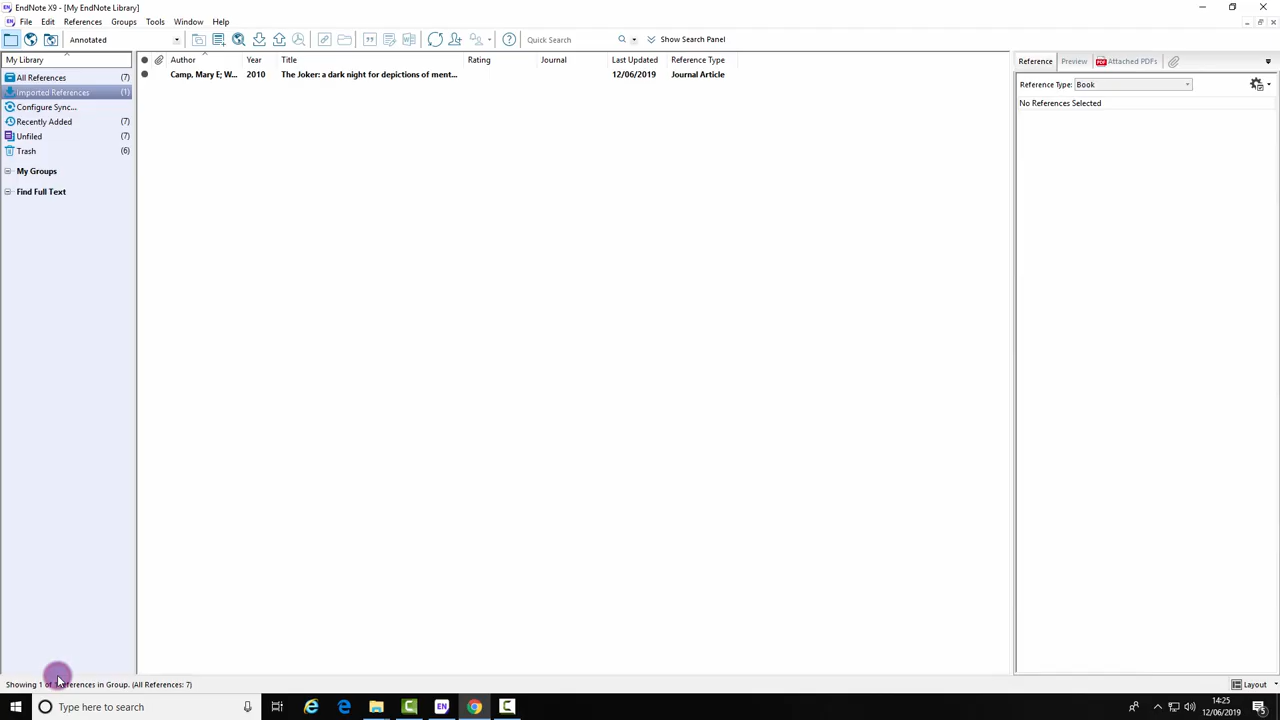 EndNote X9 - [My EndNote Library]
File Edit References Groups Tools Window Help
Annotated Quick Search Show Search Panel
My Library
All References (7)
Imported References (1)
Configure Sync...
Recently Added (7)
Unfiled (7)
Trash (6)
My Groups
Find Full Text
Author Year Title Rating Journal Last Updated Reference Type
Camp, Mary E; W... 2010 The Joker: a dark night for depictions of ment... 12/06/2019 Journal Article
Reference Preview PDF Attached PDFs
Reference Type: Book
No References Selected
Showing 1 of references in Group. (All References: 7)
Layout
Type here to search
EN
14:25
12/06/2019
5